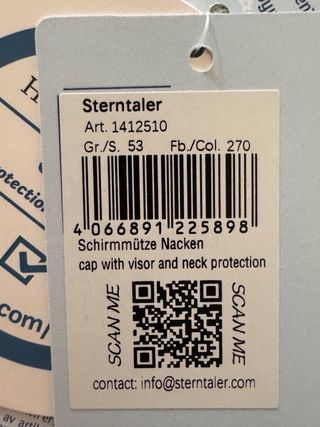 Sterntaler
Art. 1412510
Gr./S. 53 Fb./Col. 270
4 066891 225898
Schirmmütze Nacken
cap with visor and neck protection
SCAN ME
SCAN ME
contact: info@sterntaler.com
.com/